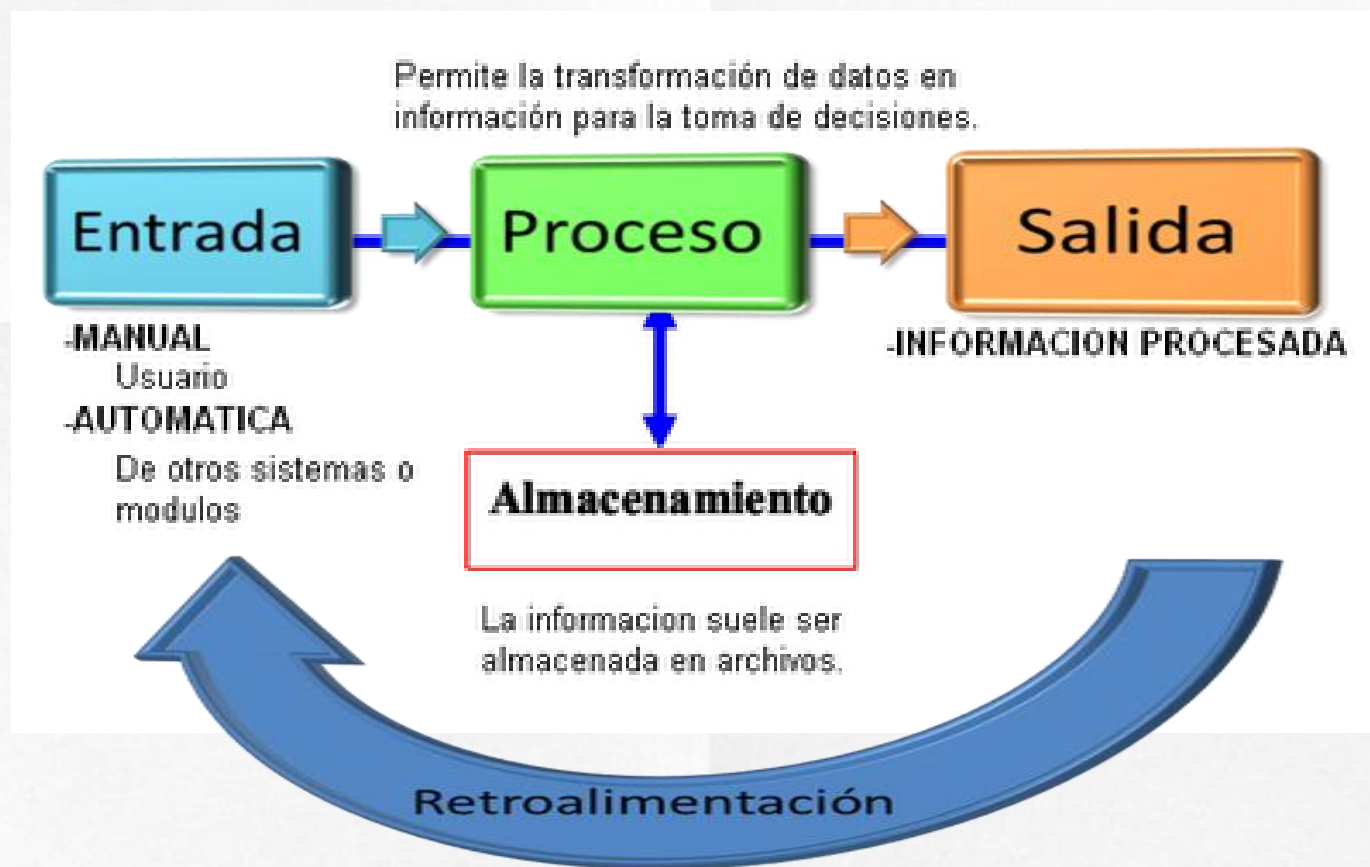 Permite la transformación de datos en
información para la toma de decisiones.
Entrada
Proceso
Salida
-MANUAL
Usuario
-AUTOMATICA
De otros sistemas o
modulos
-INFORMACION PROCESADA
Almacenamiento
La informacion suele ser
almacenada en archivos.
Retroalimentación